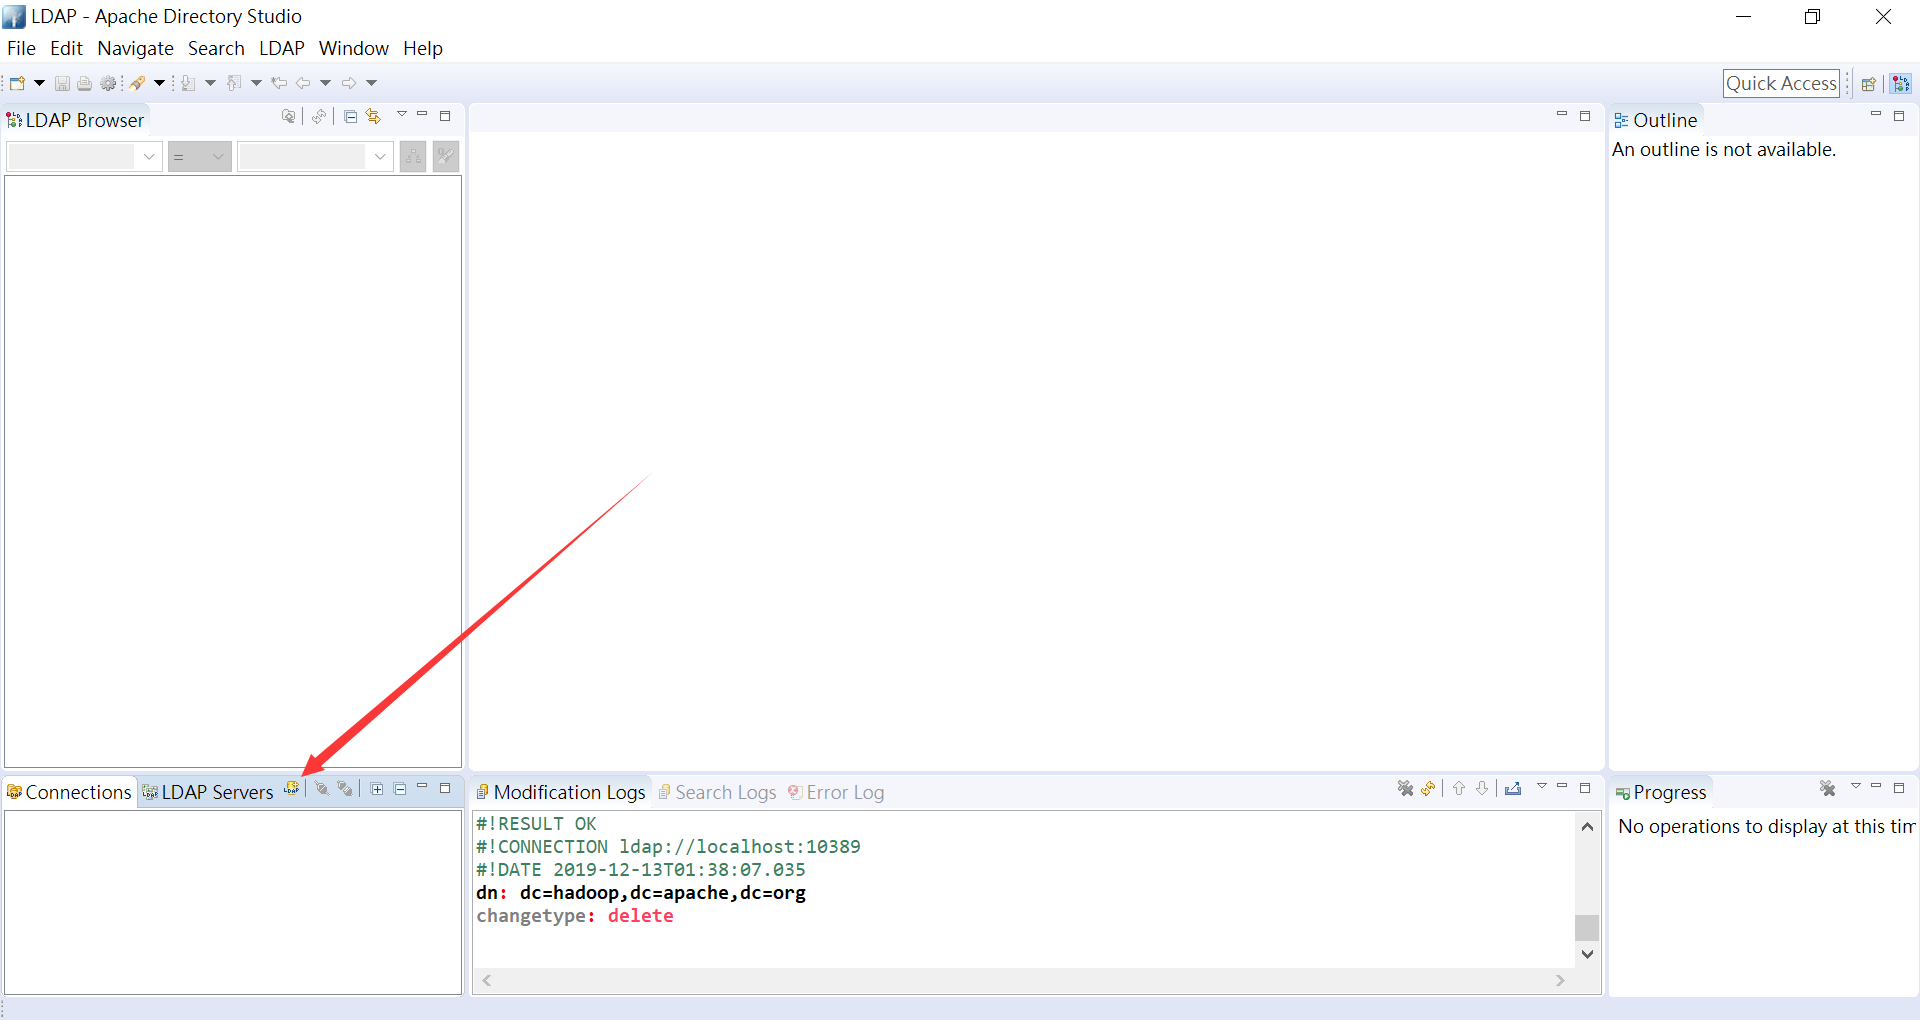 LDAP - Apache Directory Studio
File Edit Navigate Search LDAP Window Help
Quick Access
LDAP Browser
=
Outline
An outline is not available.
Connections LDAP Servers
Modification Logs Search Logs Error Log
#!RESULT OK
#!CONNECTION ldap://localhost:10389
#!DATE 2019-12-13T01:38:07.035
dn: dc=hadoop,dc=apache,dc=org
changetype: delete
Progress
No operations to display at this tim